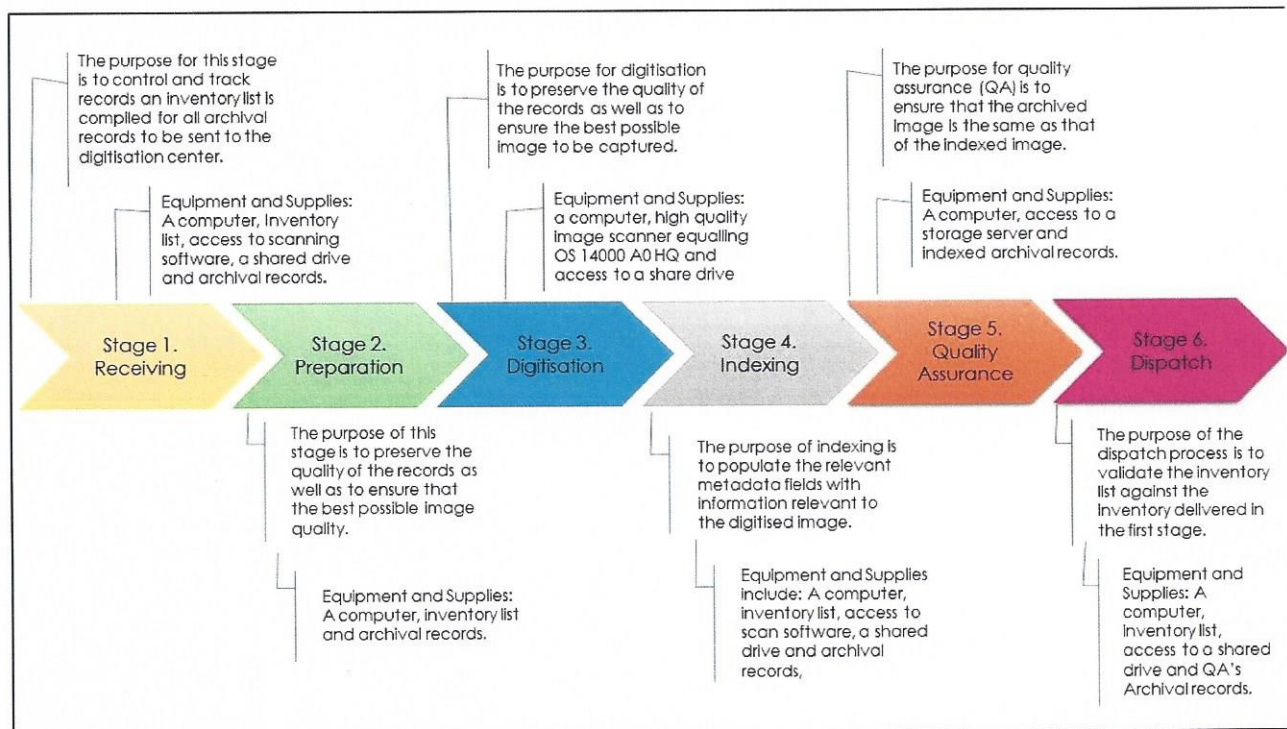 The purpose for this stage
is to control and track
records an inventory list is
compiled for all archival
records to be sent to the
digitisation center.
Equipment and Supplies:
A computer, Inventory
list, access to scanning
software, a shared drive
and archival records.
The purpose for digitisation
is to preserve the quality
of the records as well as to
ensure the best possible
image to be captured.
Equipment and Supplies:
a computer, high quality
image scanner equalling
OS 14000 A0 HQ and
access to a share drive
The purpose for quality
assurance (QA) is to
ensure that the archived
image is the same as that
of the indexed image.
Equipment and Supplies:
A computer, access to a
storage server and
indexed archival records.
Stage 1.
Receiving
Stage 2.
Preparation
Stage 3.
Digitisation
Stage 4.
Indexing
Stage 5.
Quality
Assurance
Stage 6.
Dispatch
The purpose of this
stage is to preserve the
quality of the records as
well as to ensure that
the best possible image
quality.
Equipment and Supplies:
A computer, inventory list
and archival records.
The purpose of indexing is
to populate the relevant
metadata fields with
information relevant to
the digitised image.
Equipment and Supplies
include: A computer,
inventory list, access to
scan software, a shared
drive and archival
records,
The purpose of the
dispatch process is to
validate the inventory
list against the
inventory delivered in
the first stage.
Equipment and
Supplies: A
computer,
inventory list,
access to a shared
drive and QA's
Archival records.